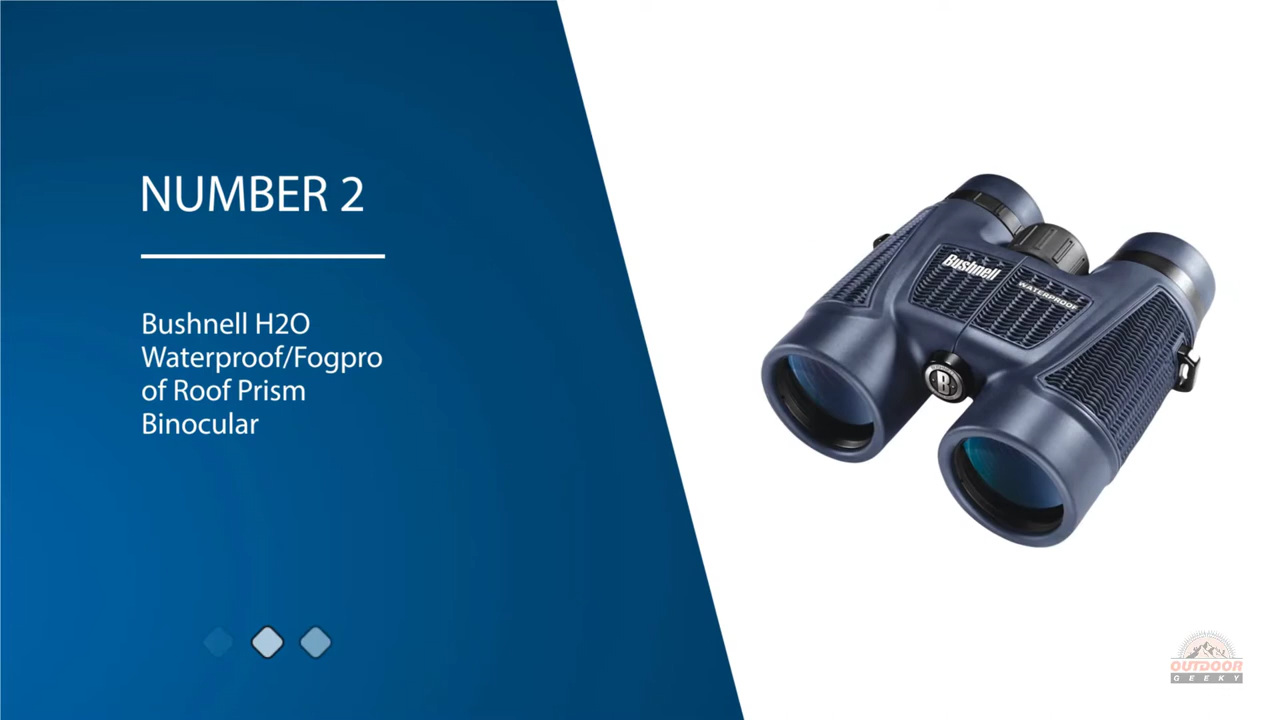 NUMBER 2
Bushnell H2O
Waterproof/Fogpro
of Roof Prism
Binocular
Bushnell
WATERPROOF
B
OUTDOOR
GEEKY